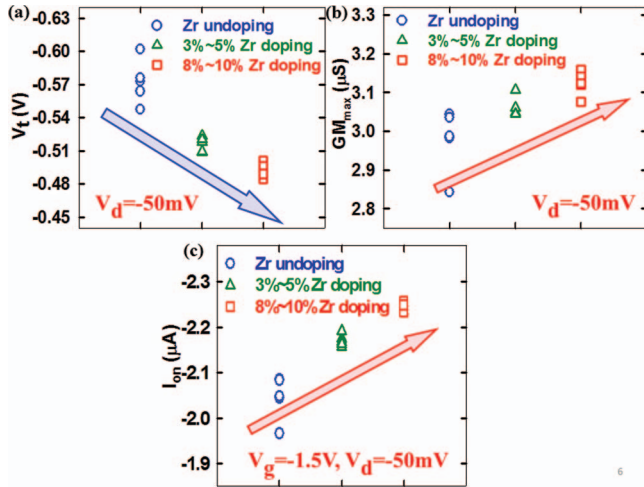 (a)
Zr undoping
3%~5% Zr doping
8%~10% Zr doping
-0.63
-0.60
-0.57
-0.54
-0.51
-0.48
-0.45
Vt (V)
Vd=-50mV
(b)
Zr undoping
3%~5% Zr doping
8%~10% Zr doping
3.3
3.2
3.1
3.0
2.9
2.8
GMmax (μS)
Vd=-50mV
(c)
Zr undoping
3%~5% Zr doping
8%~10% Zr doping
-2.3
-2.2
-2.1
-2.0
-1.9
Ion (μA)
Vg=-1.5V, Vd=-50mV
6